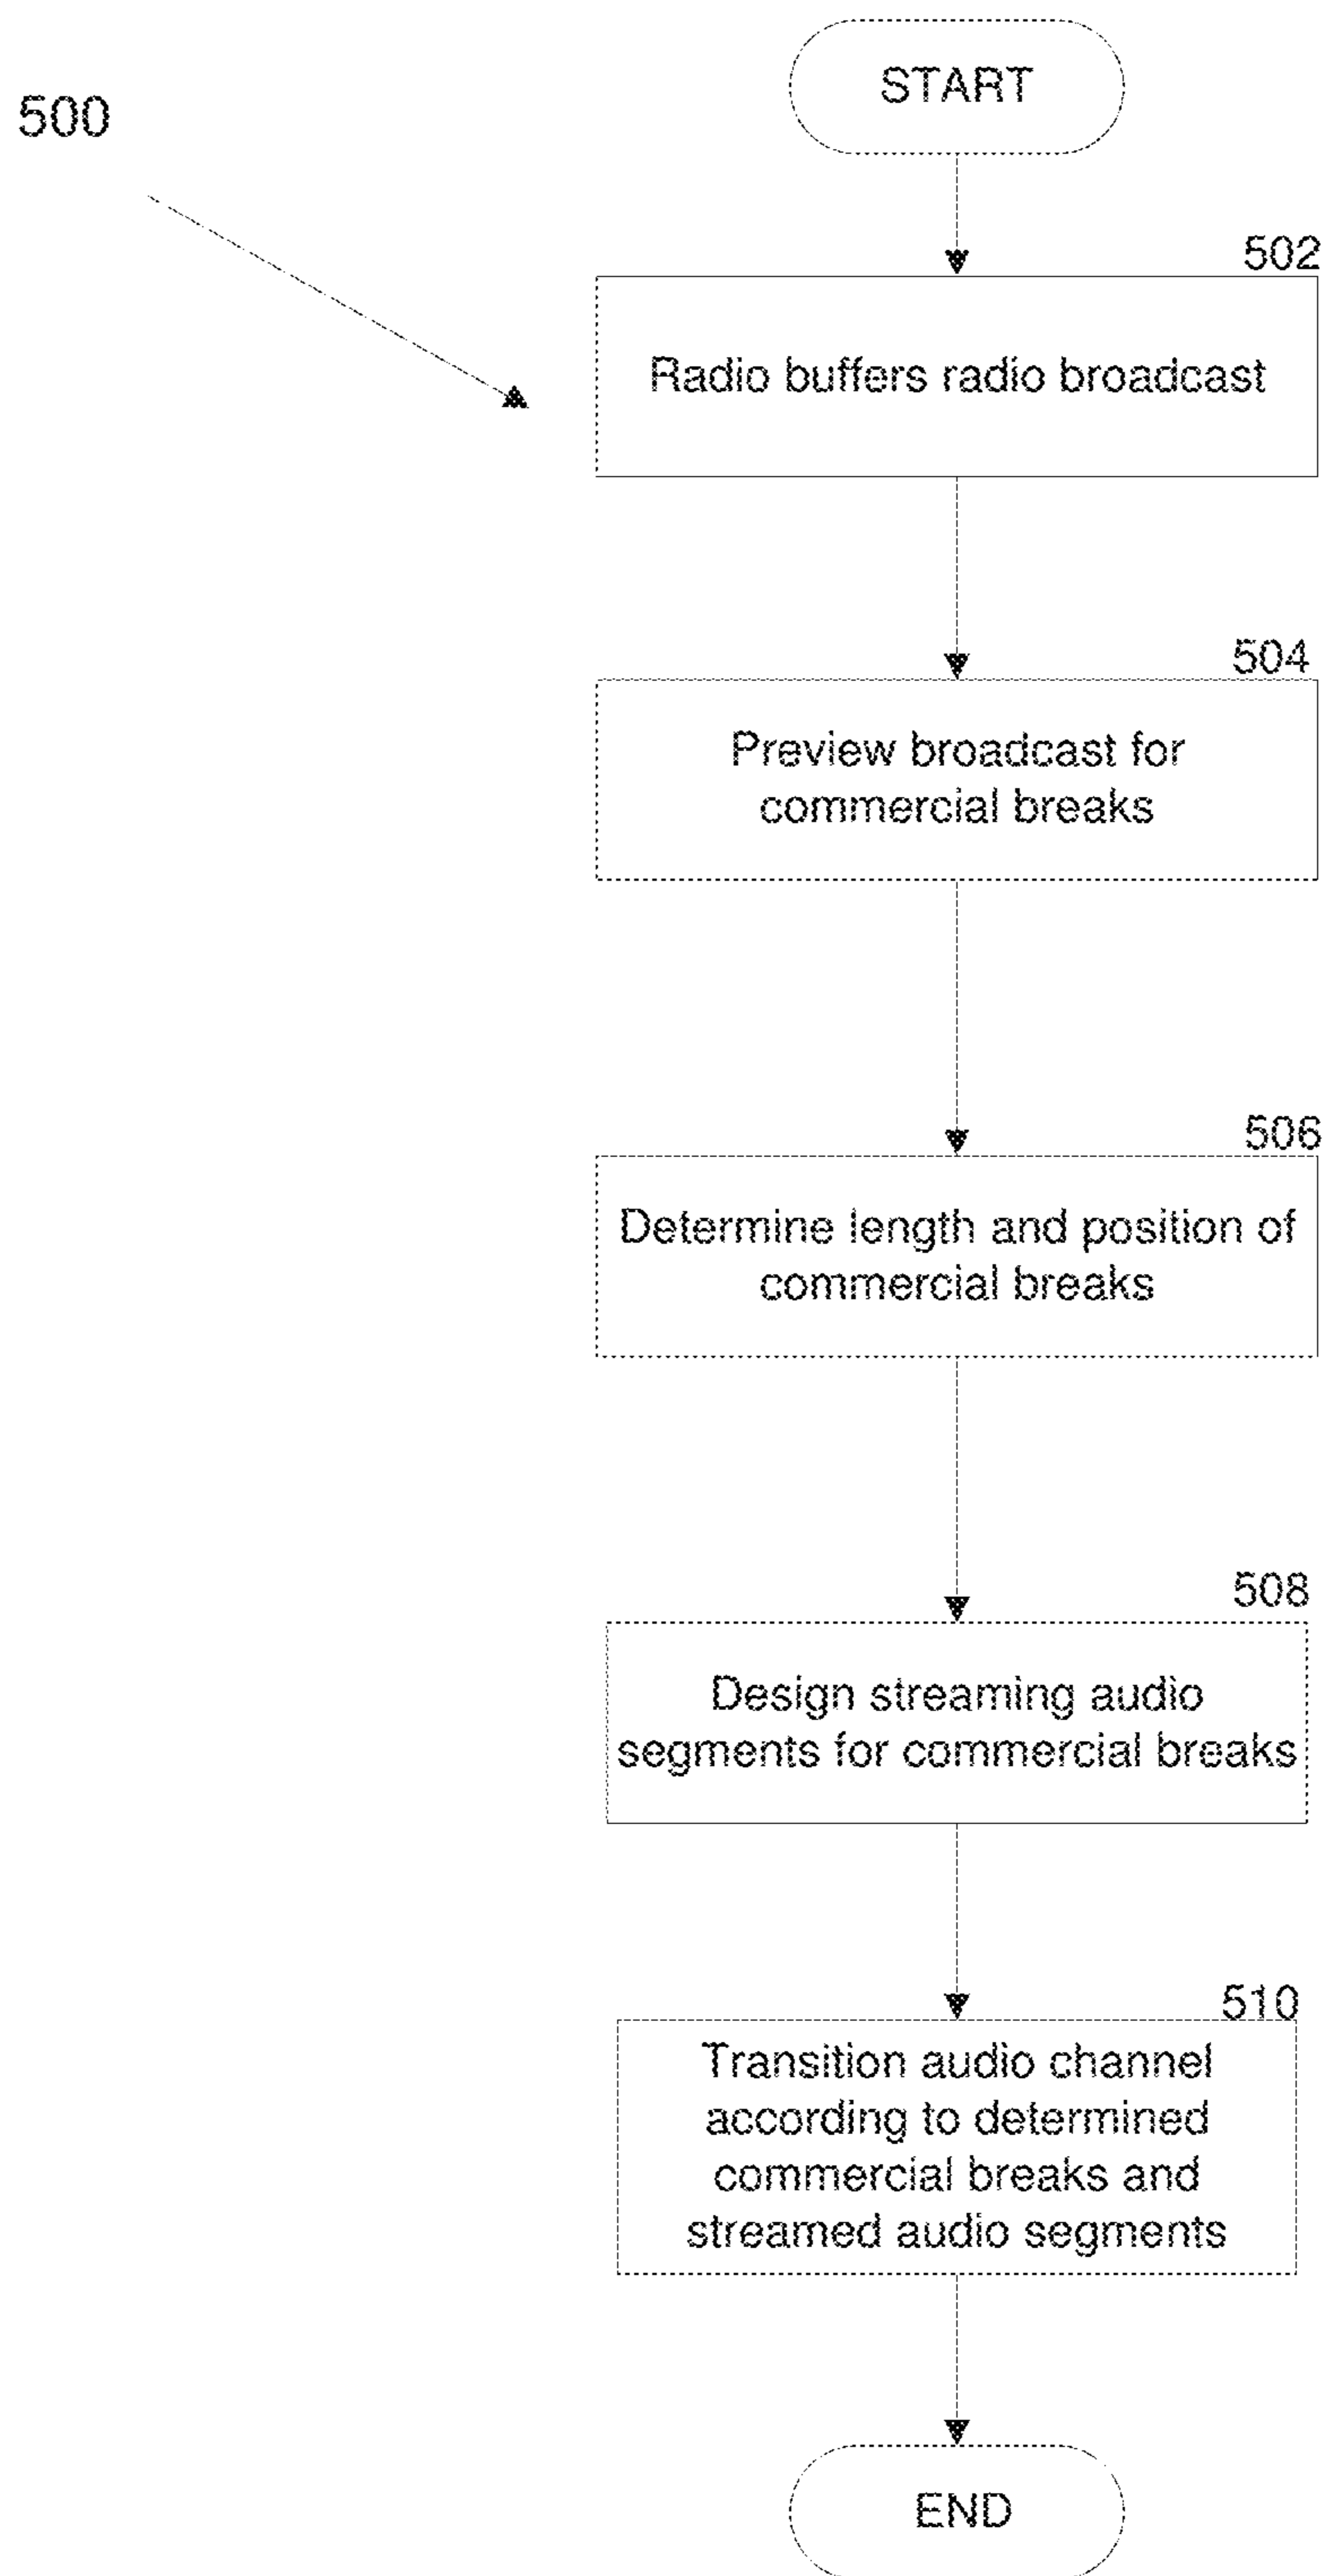 START
500
502
Radio buffers radio broadcast
504
Preview broadcast for
commercial breaks
506
Determine length and position of
commercial breaks
508
Design streaming audio
segments for commercial breaks
510
Transition audio channel
according to determined
commercial breaks and
streamed audio segments
END